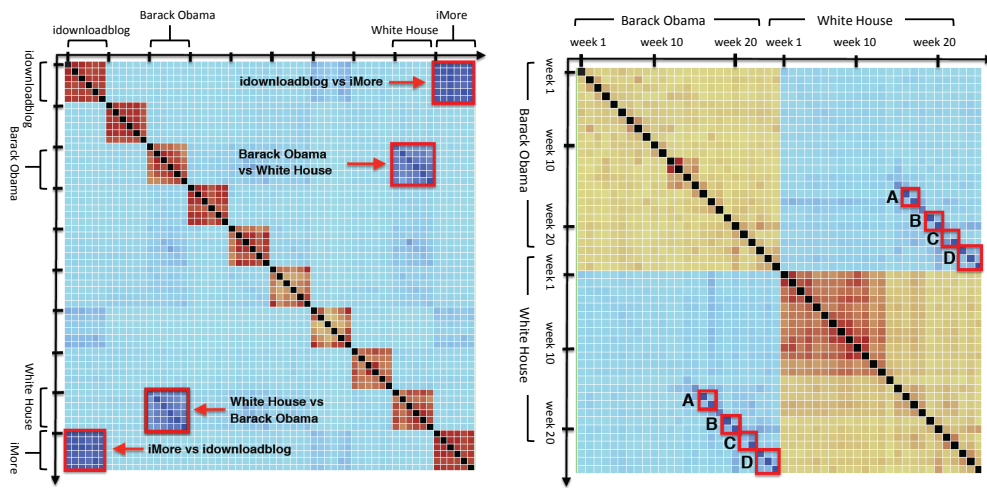 Barack Obama
iMore
idownloadblog
White House
idownloadblog
Barack Obama
White House
iMore
idownloadblog vs iMore
Barack Obama
vs White House
White House vs
Barack Obama
iMore vs idownloadblog
Barack Obama
White House
week 1
week 10
week 20
week 1
week 10
week 20
week 1
week 10
week 20
week 1
week 10
week 20
Barack Obama
White House
A
B
C
D
A
B
C
D